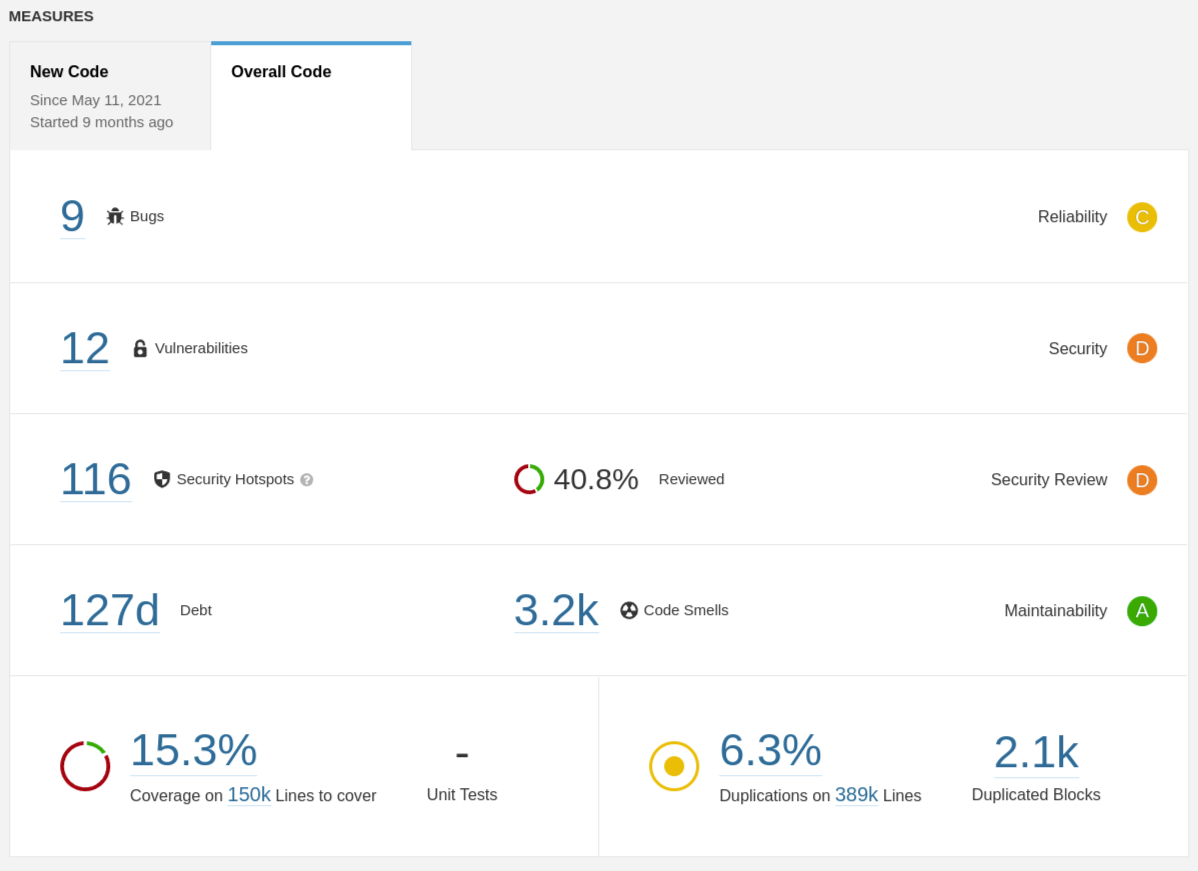 MEASURES
New Code
Since May 11, 2021
Started 9 months ago
Overall Code
9 Bugs Reliability C
12 Vulnerabilities Security D
116 Security Hotspots ? 40.8% Reviewed Security Review D
127d Debt 3.2k Code Smells Maintainability A
15.3% - 6.3% 2.1k
Coverage on 150k Lines to cover Unit Tests Duplications on 389k Lines Duplicated Blocks